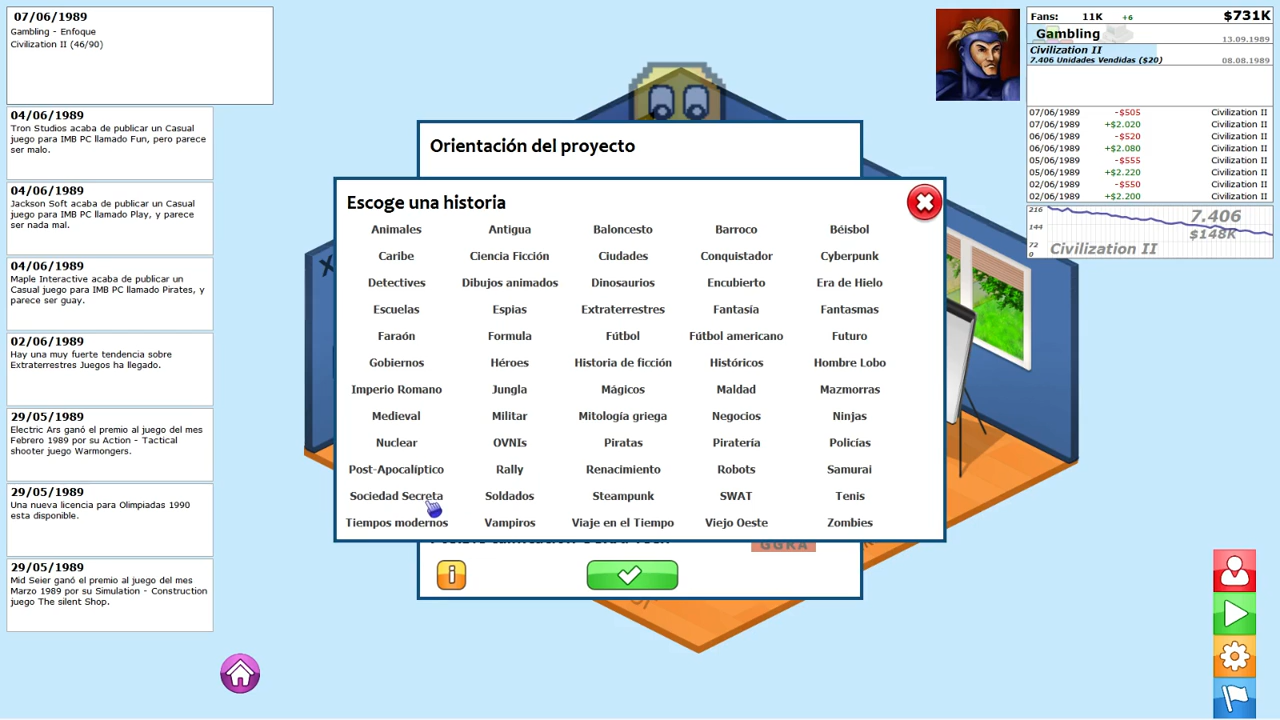 07/06/1989
Gambling - Enfoque
Civilization II (46/90)
04/06/1989
Tron Studios acaba de publicar un Casual
juego para IMB PC llamado Fun, pero parece
ser malo.
04/06/1989
Jackson Soft acaba de publicar un Casual
juego para IMB PC llamado Play, y parece
ser nada mal.
04/06/1989
Maple Interactive acaba de publicar un
Casual juego para IMB PC llamado Pirates, y
parece ser guay.
02/06/1989
Hay una muy fuerte tendencia sobre
Extraterrestres Juegos ha llegado.
29/05/1989
Electric Ars ganó el premio al juego del mes
Febrero 1989 por su Action - Tactical
shooter juego Warmongers.
29/05/1989
Una nueva licencia para Olimpiadas 1990
esta disponible.
29/05/1989
Mid Seier ganó el premio al juego del mes
Marzo 1989 por su Simulation - Construction
juego The silent Shop.
Orientación del proyecto
Escoge una historia
Animales Antigua Baloncesto Barroco Béisbol
Caribe Ciencia Ficción Ciudades Conquistador Cyberpunk
Detectives Dibujos animados Dinosaurios Encubierto Era de Hielo
Escuelas Espias Extraterrestres Fantasía Fantasmas
Faraón Formula Fútbol Fútbol americano Futuro
Gobiernos Héroes Historia de ficción Históricos Hombre Lobo
Imperio Romano Jungla Mágicos Maldad Mazmorras
Medieval Militar Mitología griega Negocios Ninjas
Nuclear OVNIs Piratas Piratería Policías
Post-Apocalíptico Rally Renacimiento Robots Samurai
Sociedad Secreta Soldados Steampunk SWAT Tenis
Tiempos modernos Vampiros Viaje en el Tiempo Viejo Oeste Zombies
GGRA
Fans: 11K +6 $731K
Gambling 13.09.1989
Civilization II
7.406 Unidades Vendidas ($20) 08.08.1989
07/06/1989 -$505 Civilization II
07/06/1989 +$2.020 Civilization II
06/06/1989 -$520 Civilization II
06/06/1989 +$2.080 Civilization II
05/06/1989 -$555 Civilization II
05/06/1989 +$2.220 Civilization II
02/06/1989 -$550 Civilization II
02/06/1989 +$2.200 Civilization II
216
144
72
0
7.406
$148K
Civilization II